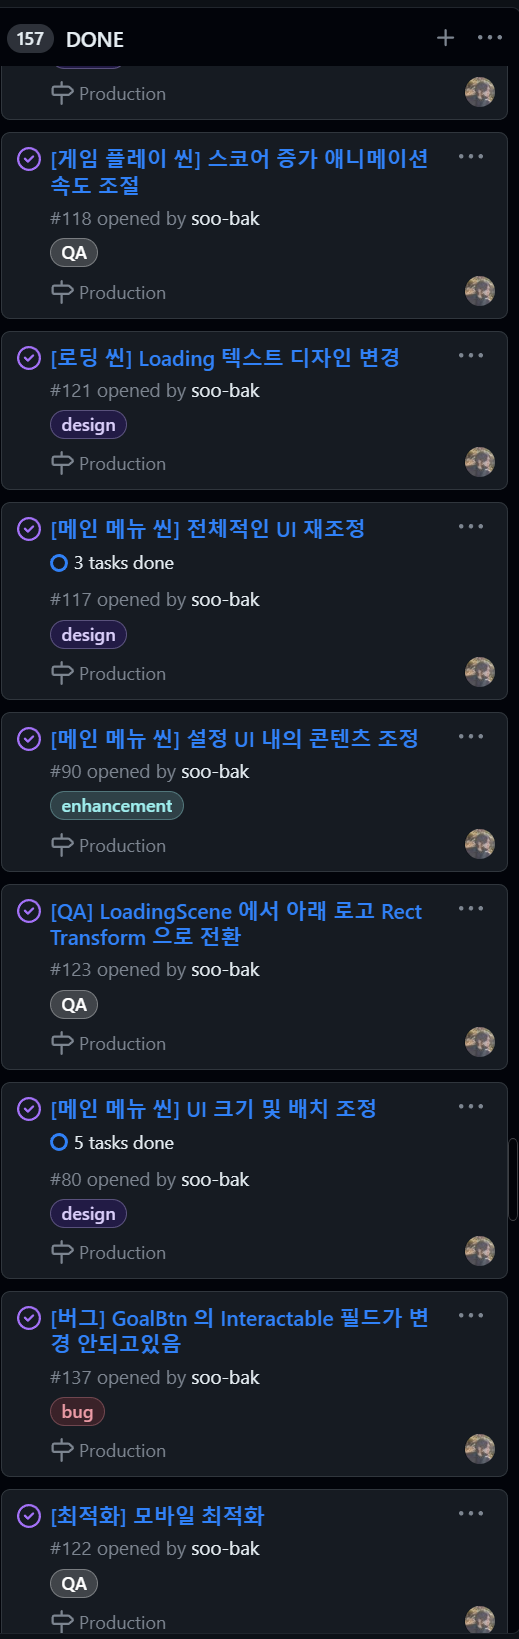 157 DONE
Production
[게임 플레이 씬] 스코어 증가 애니메이션
속도 조절
#118 opened by soo-bak
QA
Production
[로딩 씬] Loading 텍스트 디자인 변경
#121 opened by soo-bak
design
Production
[메인 메뉴 씬] 전체적인 UI 재조정
3 tasks done
#117 opened by soo-bak
design
Production
[메인 메뉴 씬] 설정 UI 내의 콘텐츠 조정
#90 opened by soo-bak
enhancement
Production
[QA] LoadingScene 에서 아래 로고 Rect
Transform 으로 전환
#123 opened by soo-bak
QA
Production
[메인 메뉴 씬] UI 크기 및 배치 조정
5 tasks done
#80 opened by soo-bak
design
Production
[버그] GoalBtn 의 Interactable 필드가 변
경 안되고있음
#137 opened by soo-bak
bug
Production
[최적화] 모바일 최적화
#122 opened by soo-bak
QA
Production